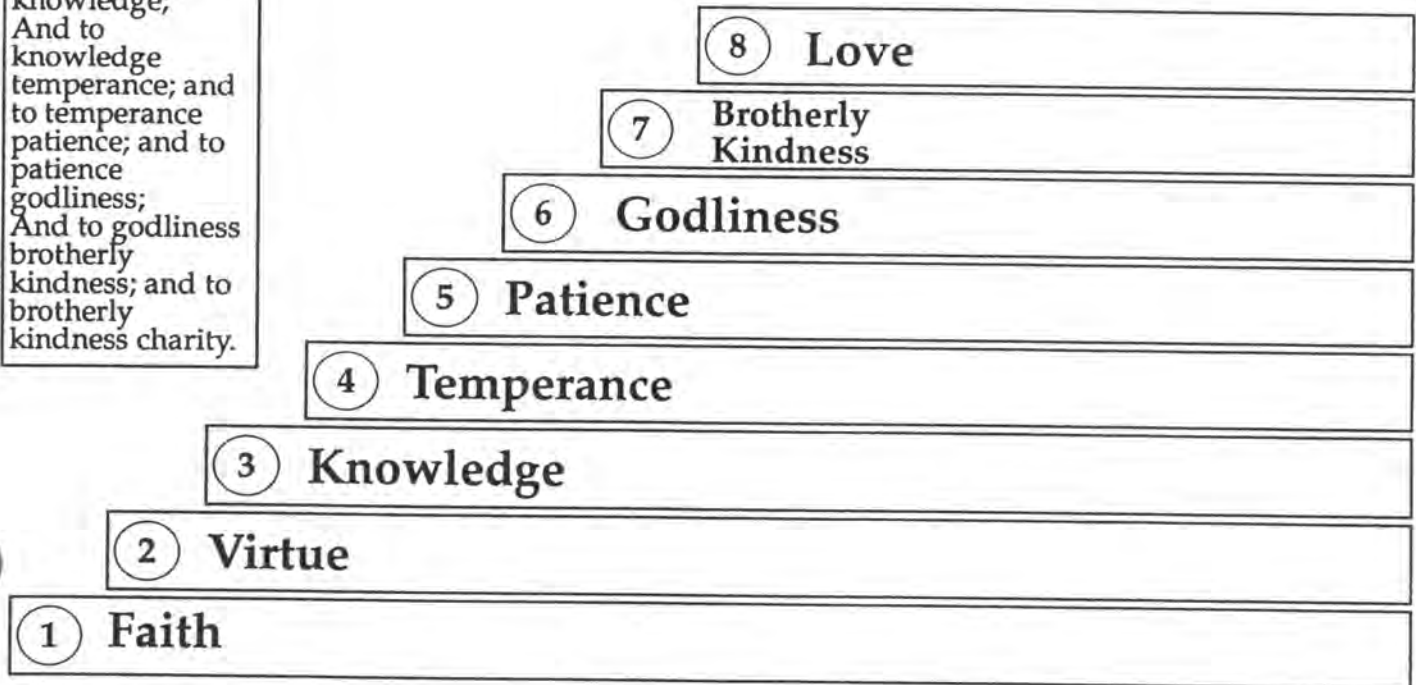 knowledge;
And to
knowledge
temperance; and
to temperance
patience; and to
patience
godliness;
And to godliness
brotherly
kindness; and to
brotherly
kindness charity.
8 Love
7 Brotherly
Kindness
6 Godliness
5 Patience
4 Temperance
3 Knowledge
2 Virtue
1 Faith